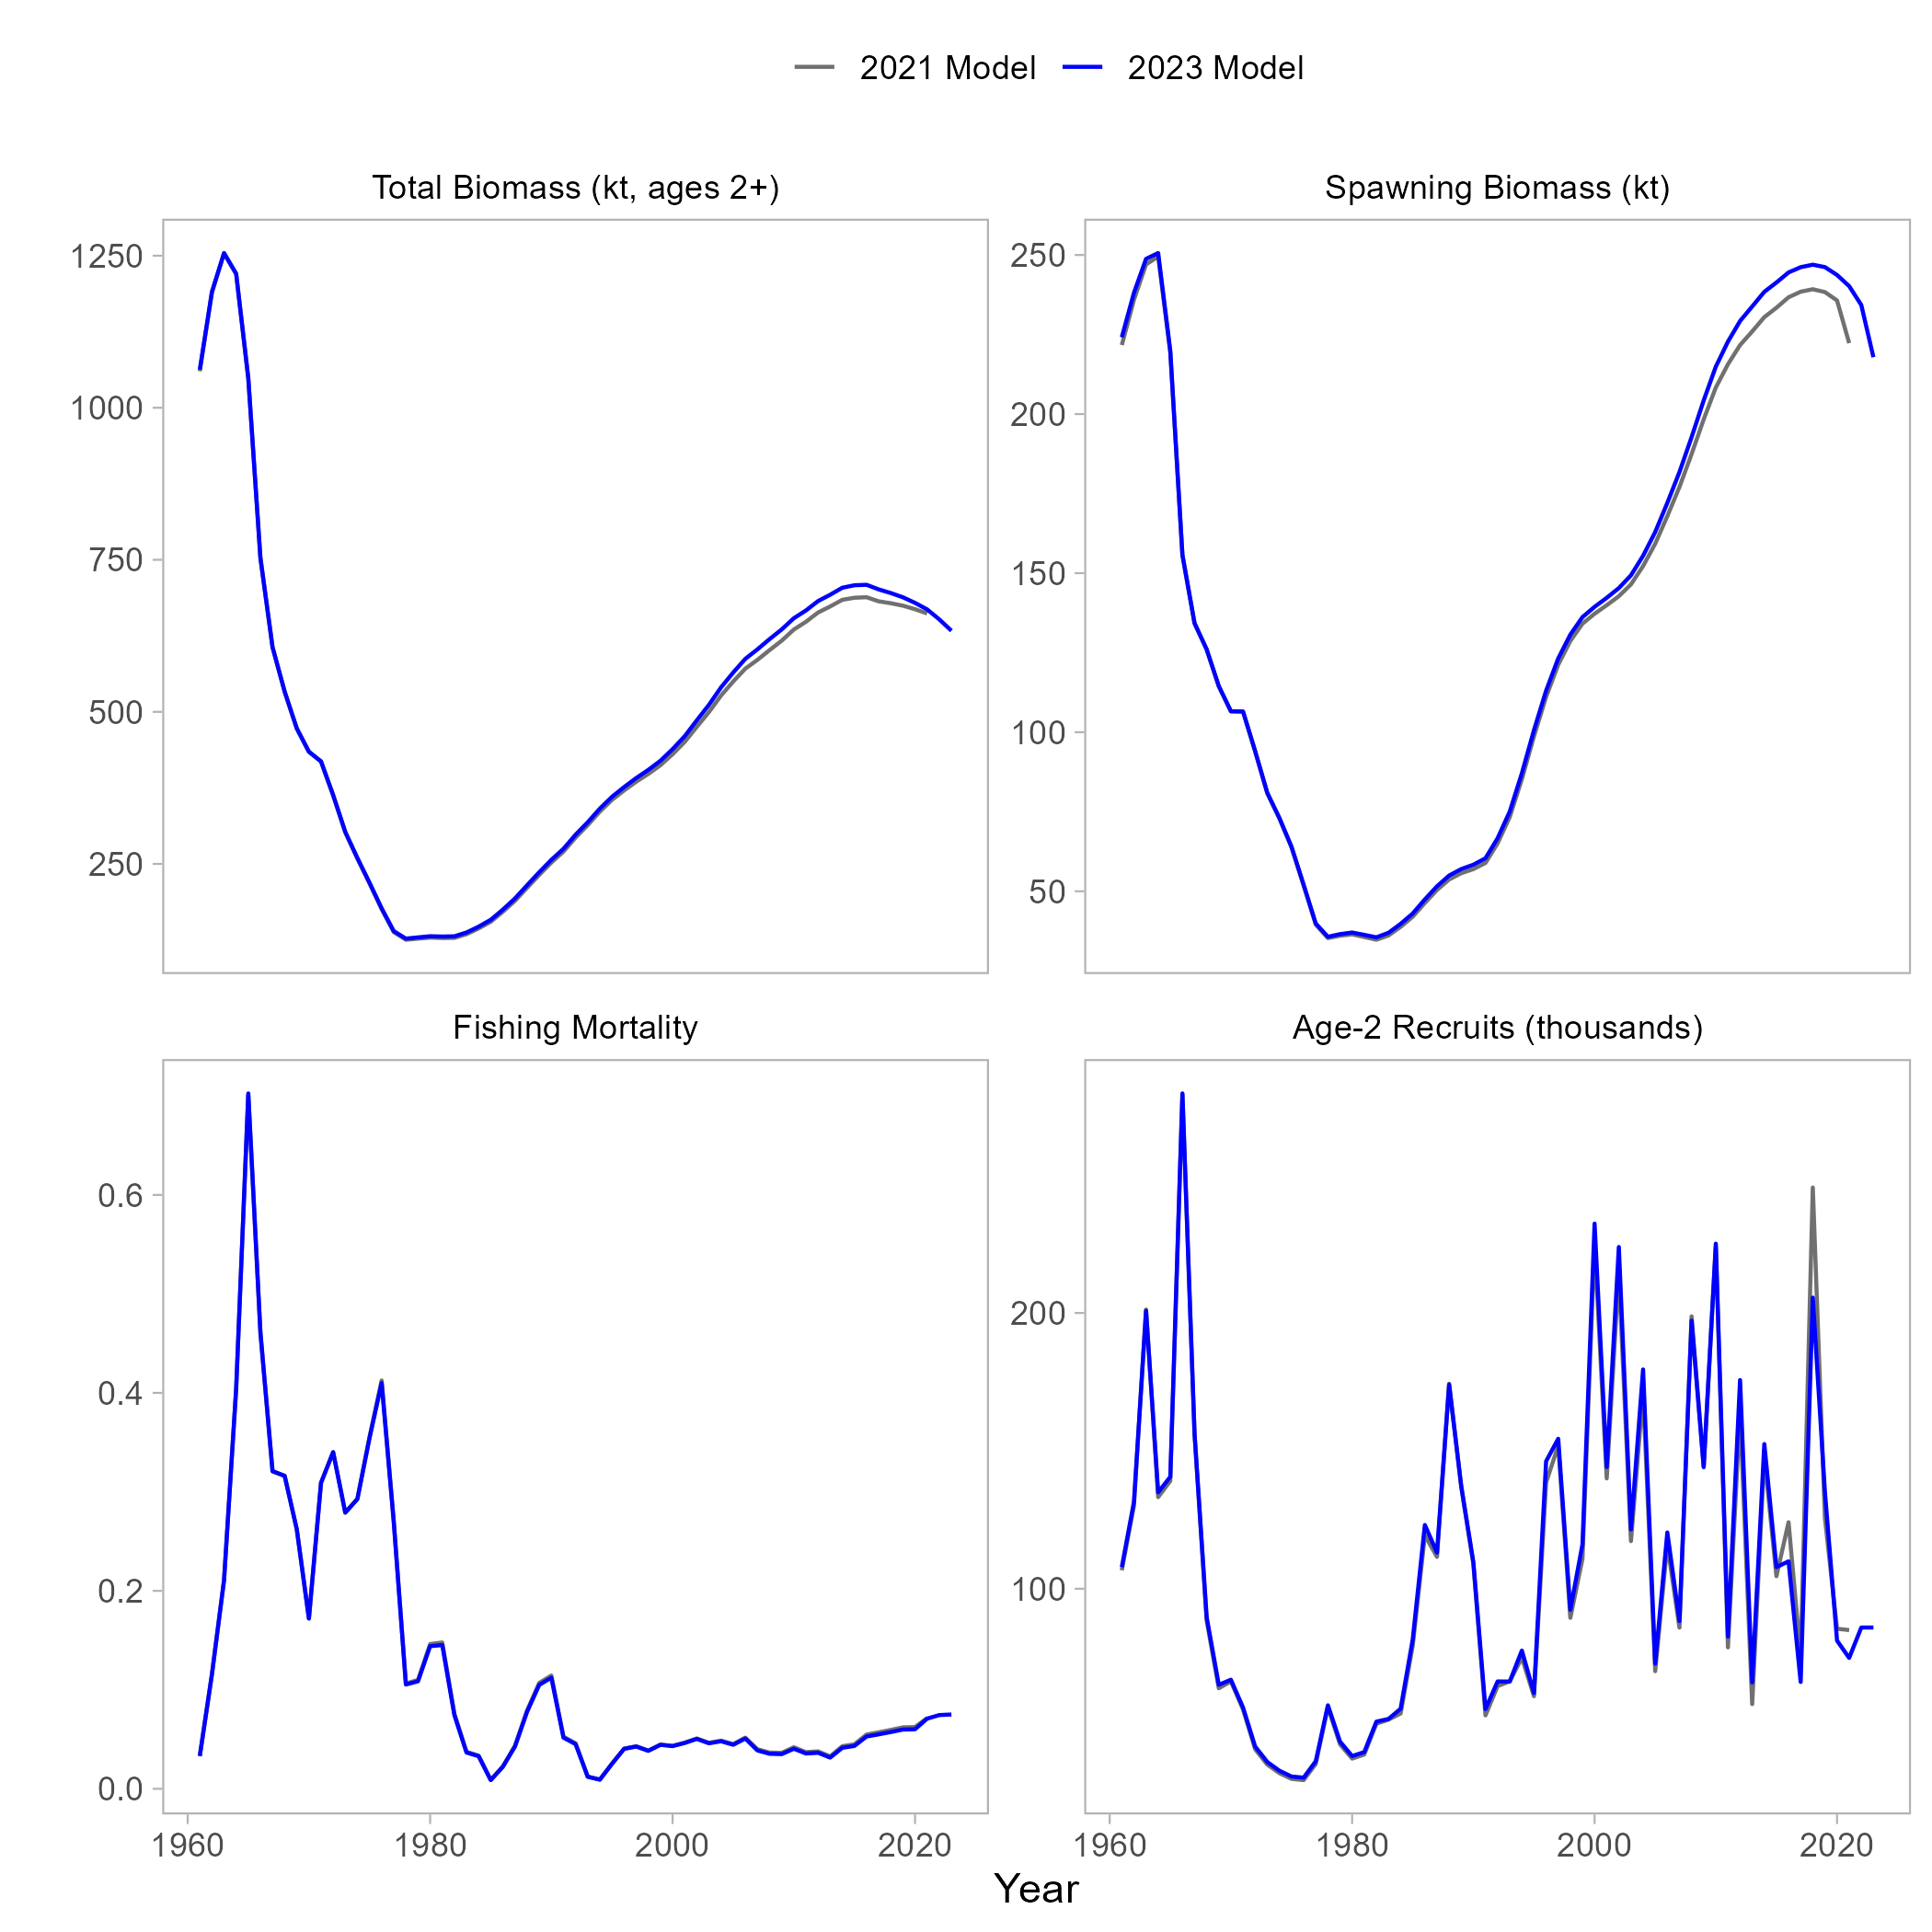 2021 Model 2023 Model
Total Biomass (kt, ages 2+)
1250
1000
750
500
250
Spawning Biomass (kt)
250
200
150
100
50
Fishing Mortality
0.6
0.4
0.2
0.0
1960 1980 2000 2020
Age-2 Recruits (thousands)
200
100
1960 1980 2000 2020
Year